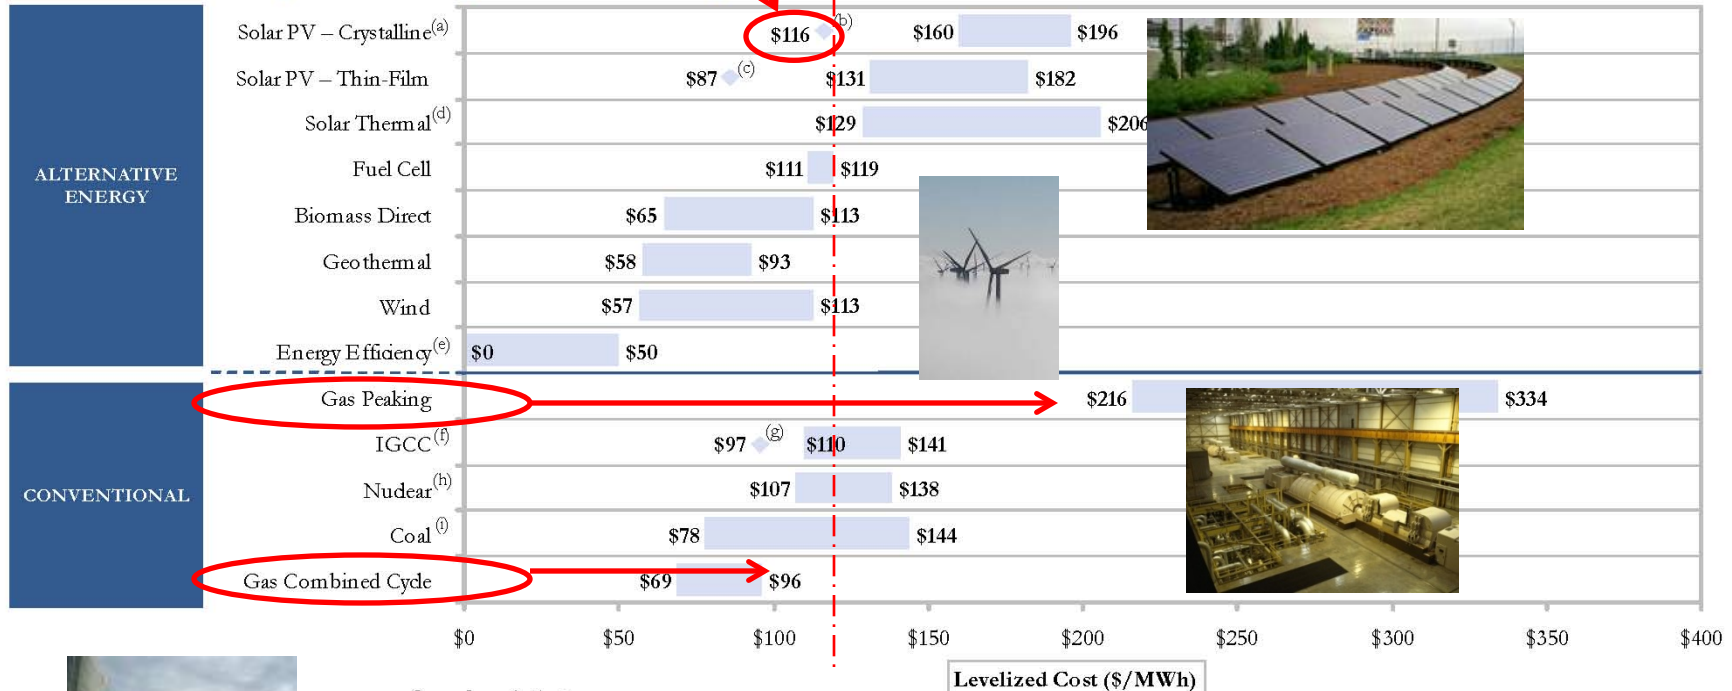 Solar PV – Crystalline(a) $116 (b) $160 $196
Solar PV – Thin-Film $87 (c) $131 $182
Solar Thermal(d) $129 $206
Fuel Cell $111 $119
ALTERNATIVE
ENERGY
Biomass Direct $65 $113
Geothermal $58 $93
Wind $57 $113
Energy Efficiency(e) $0 $50
Gas Peaking $216 $334
IGCC(f) $97 (g) $110 $141
CONVENTIONAL
Nuclear(h) $107 $138
Coal(i) $78 $144
Gas Combined Cycle $69 $96
$0 $50 $100 $150 $200 $250 $300 $350 $400
Levelized Cost ($/MWh)